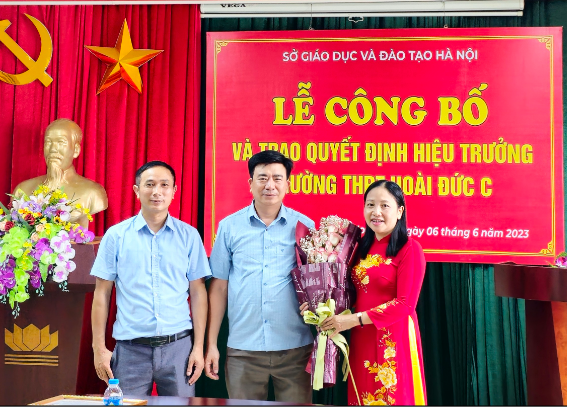 VEGA
SỞ GIÁO DỤC VÀ ĐÀO TẠO HÀ NỘI
LỄ CÔNG BỐ
VÀ TRAO QUYẾT ĐỊNH HIỆU TRƯỞNG
ƯỜNG THPT HOÀI ĐỨC C
, ngày 06 tháng 6 năm 2023